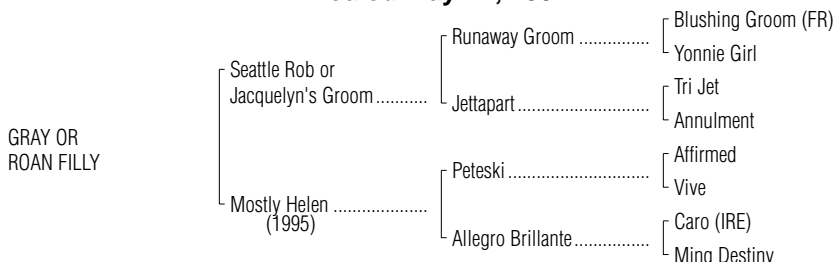 Blushing Groom (FR)
Runaway Groom ...............
Yonnie Girl
Seattle Rob or
Jacquelyn's Groom...........
Tri Jet
Jettapart............................
Annulment
GRAY OR
ROAN FILLY
Affirmed
Peteski..............................
Vive
Mostly Helen ....................
(1995)
Caro (IRE)
Allegro Brillante................
Ming Destiny